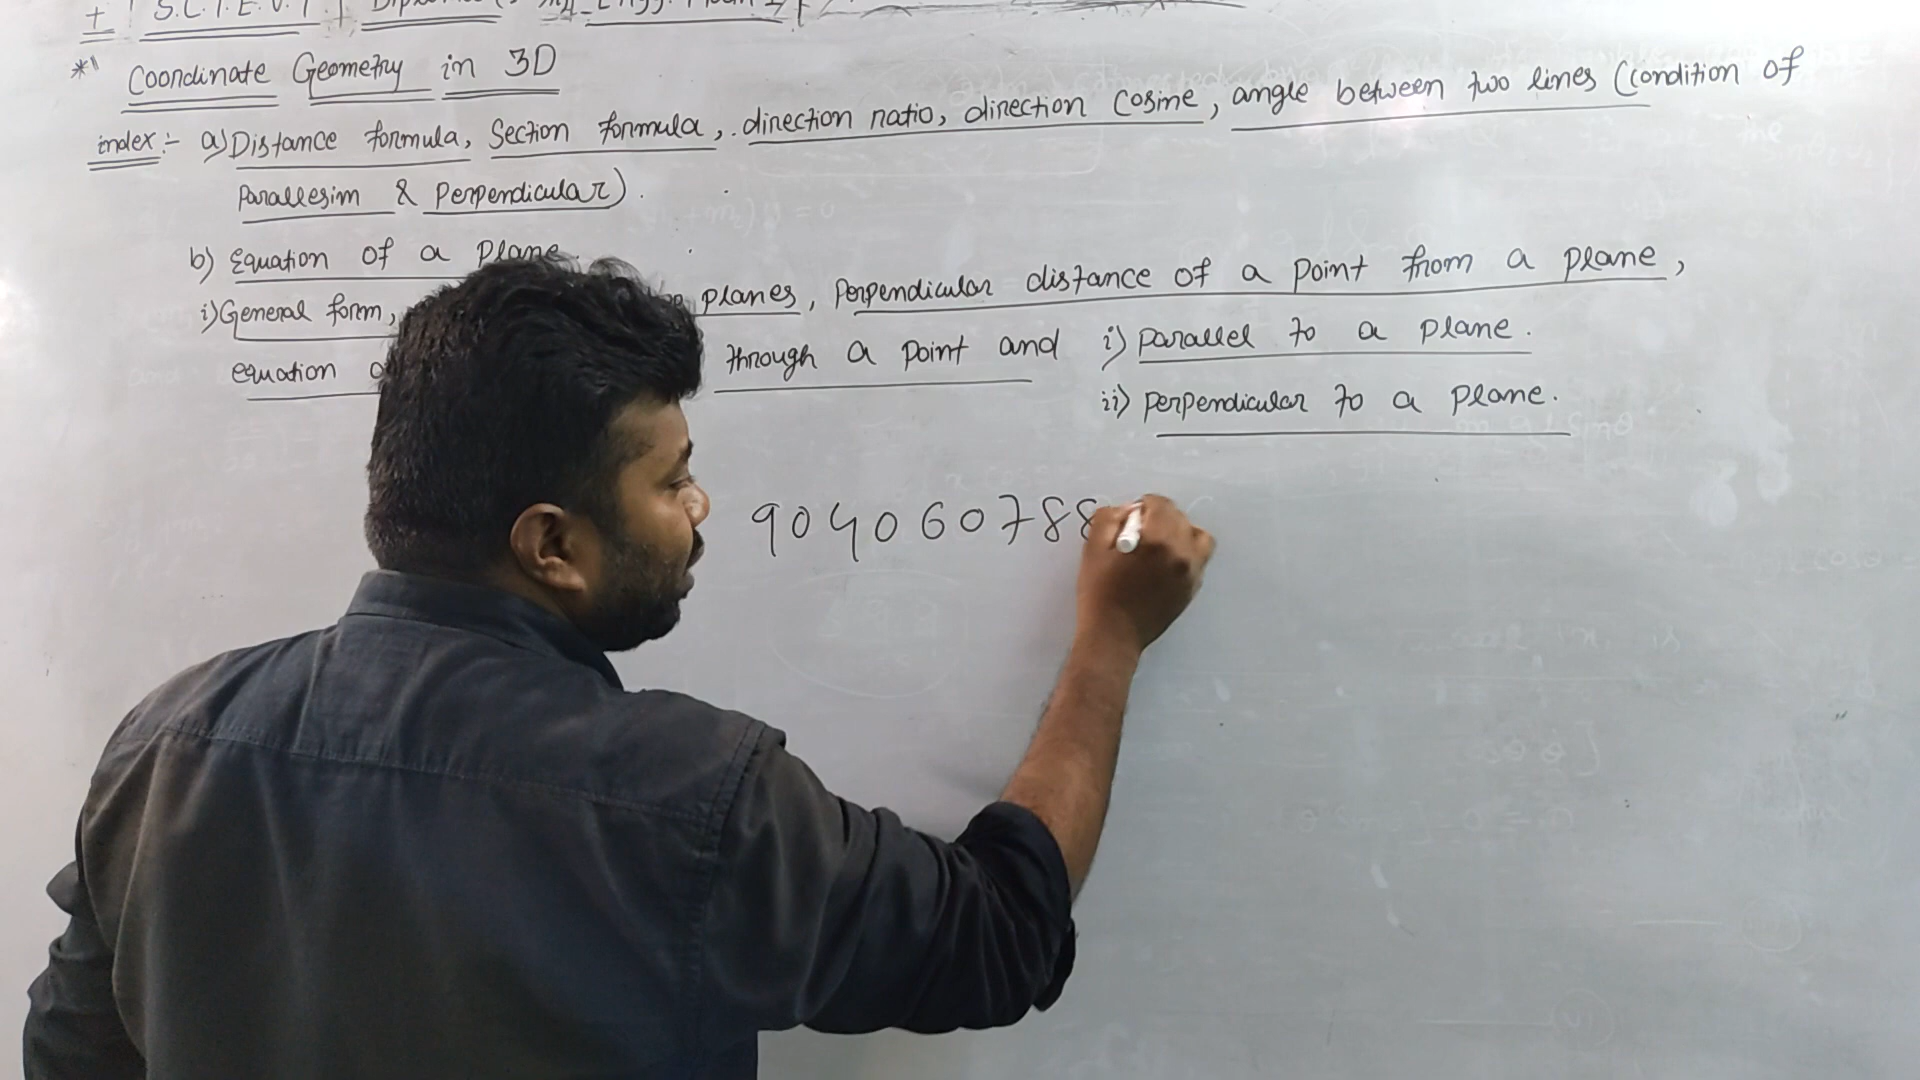 + S.C.T.E.V.T
*" Coordinate Geometry in 3D
index:- a) Distance formula, Section formula, direction ratio, direction Cosine, angle between two lines (condition of
Parallesim & Perpendicular).
b) Equation of a plane.
i) General form, planes, Perpendicular distance of a point from a plane,
equation through a point and i) parallel to a plane.
ii) perpendicular to a plane.
904060788